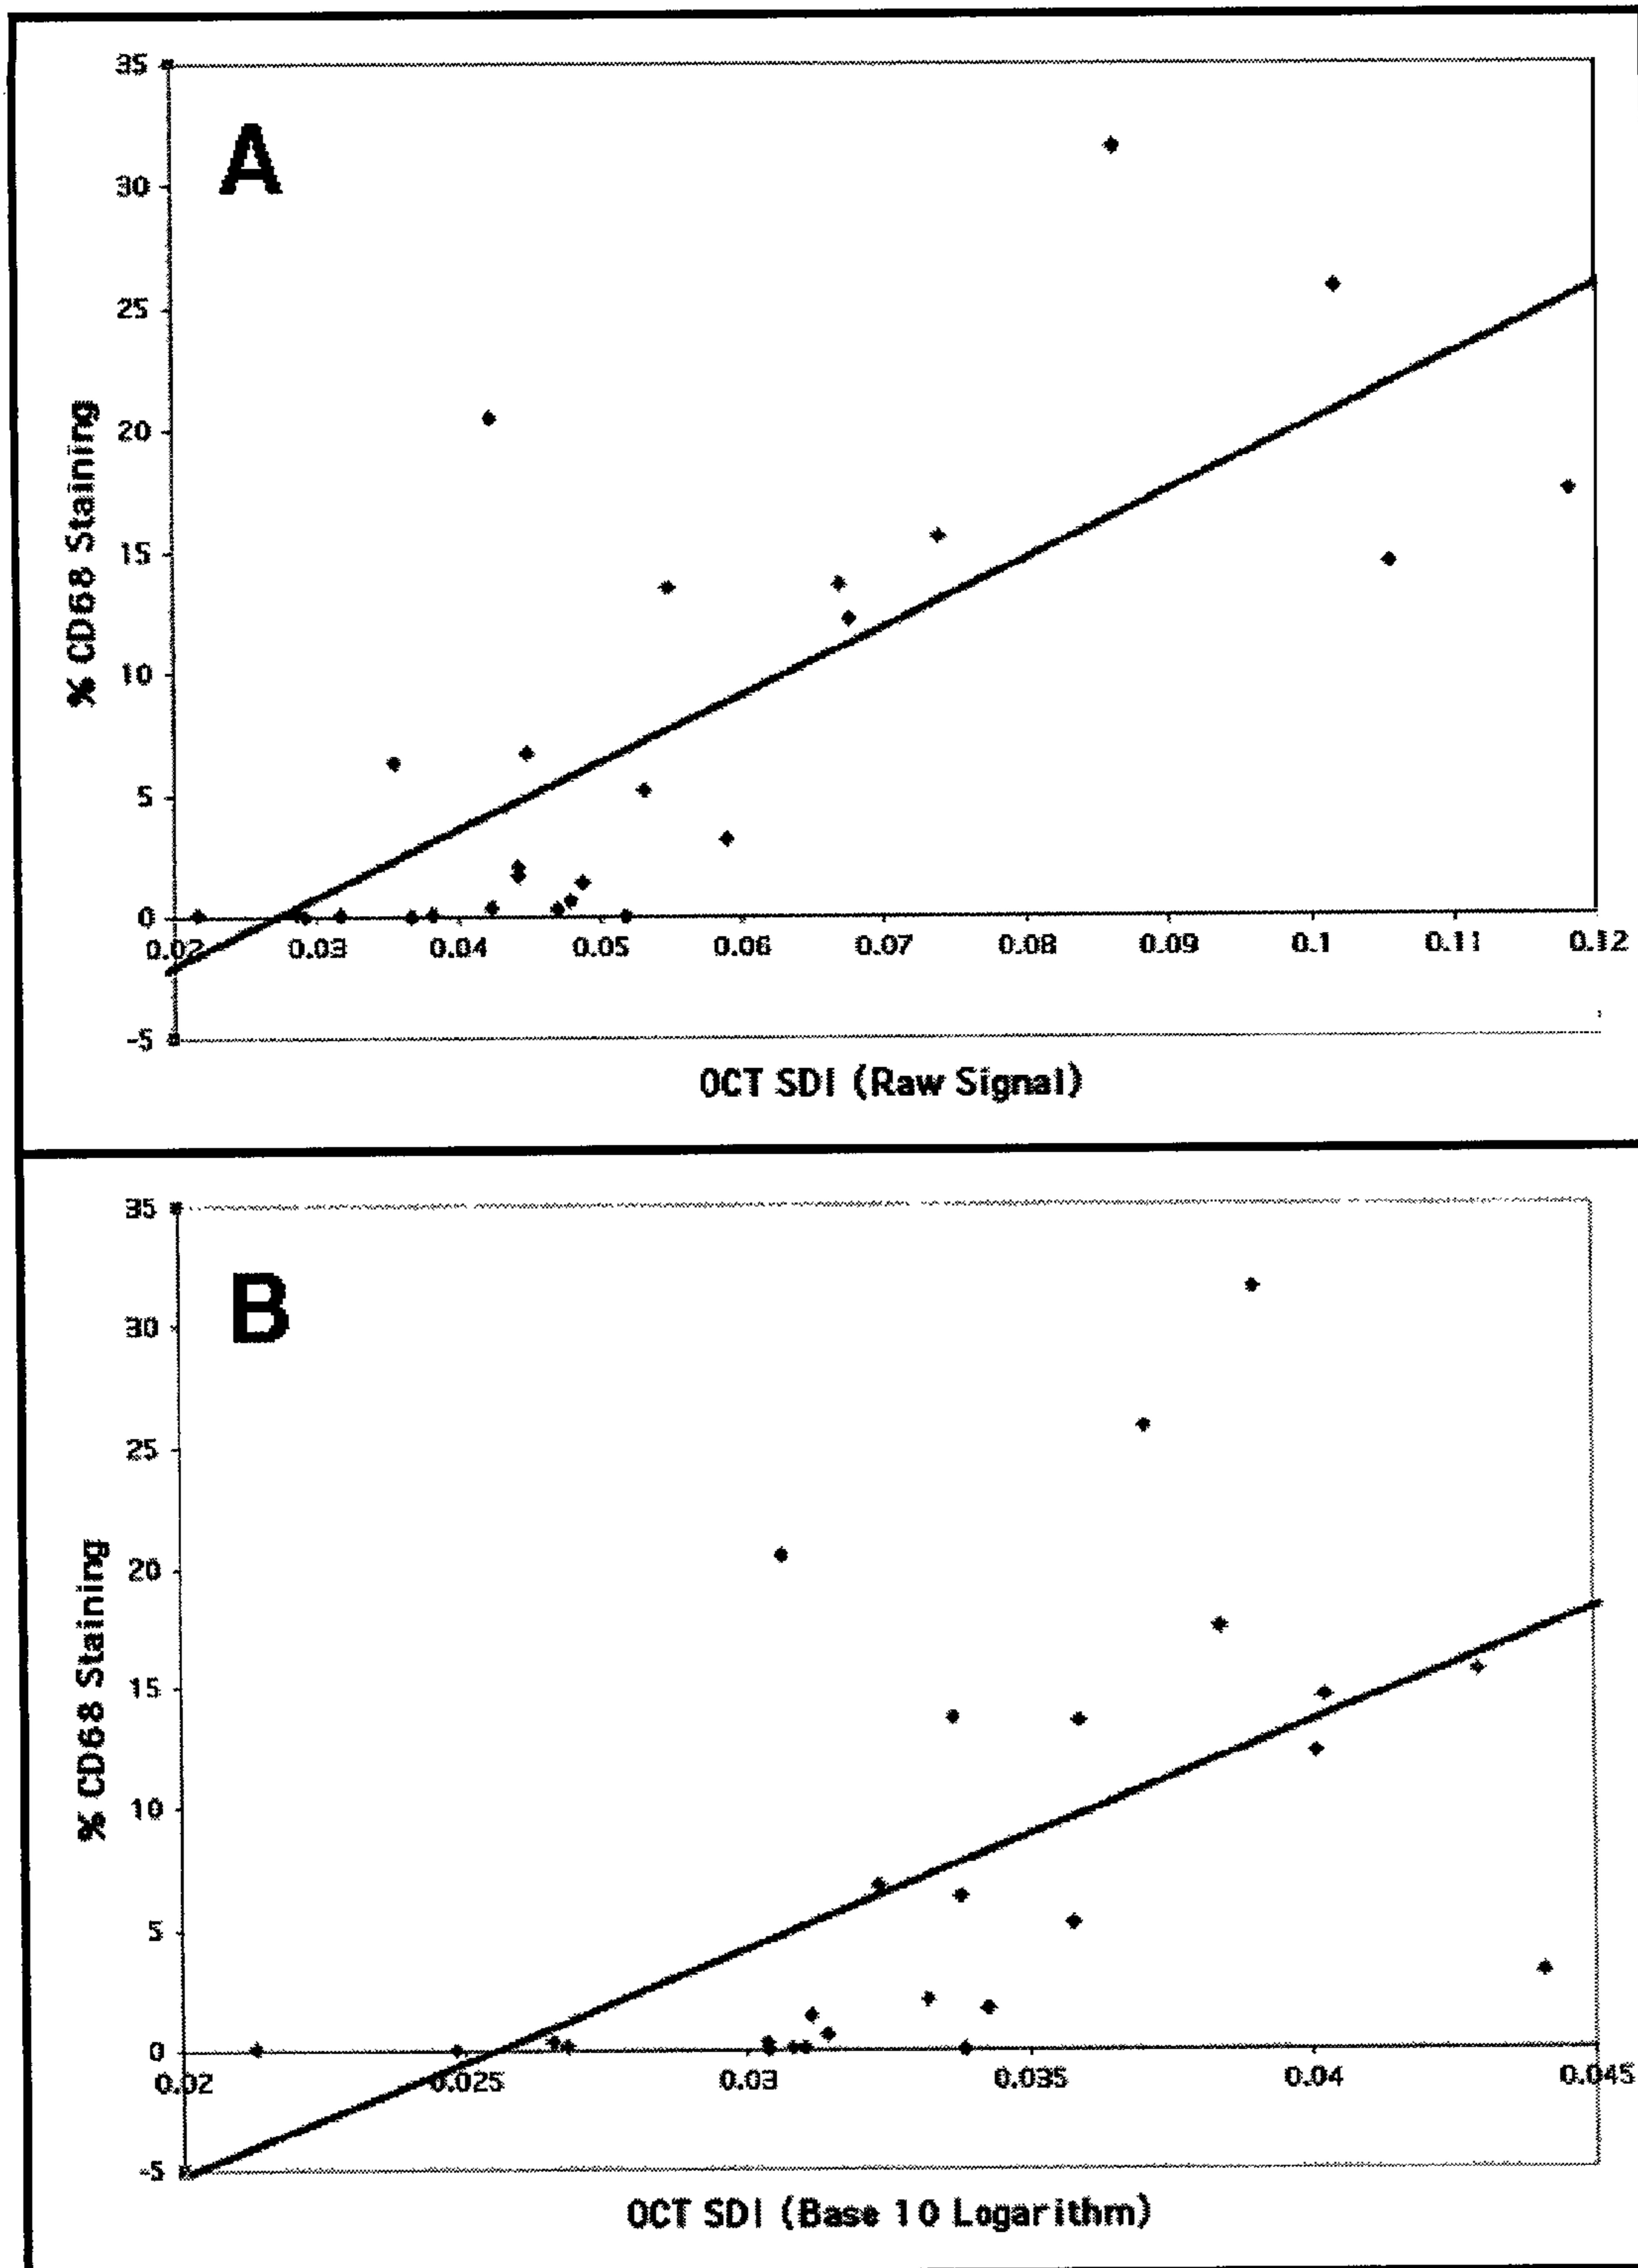 35
A
30
25
20
15
10
5
0
-5
% CD68 Staining
0.02 0.03 0.04 0.05 0.06 0.07 0.08 0.09 0.1 0.11 0.12
OCT SDI (Raw Signal)
35
B
30
25
20
15
10
5
0
-5
% CD68 Staining
0.02 0.025 0.03 0.035 0.04 0.045
OCT SDI (Base 10 Logarithm)